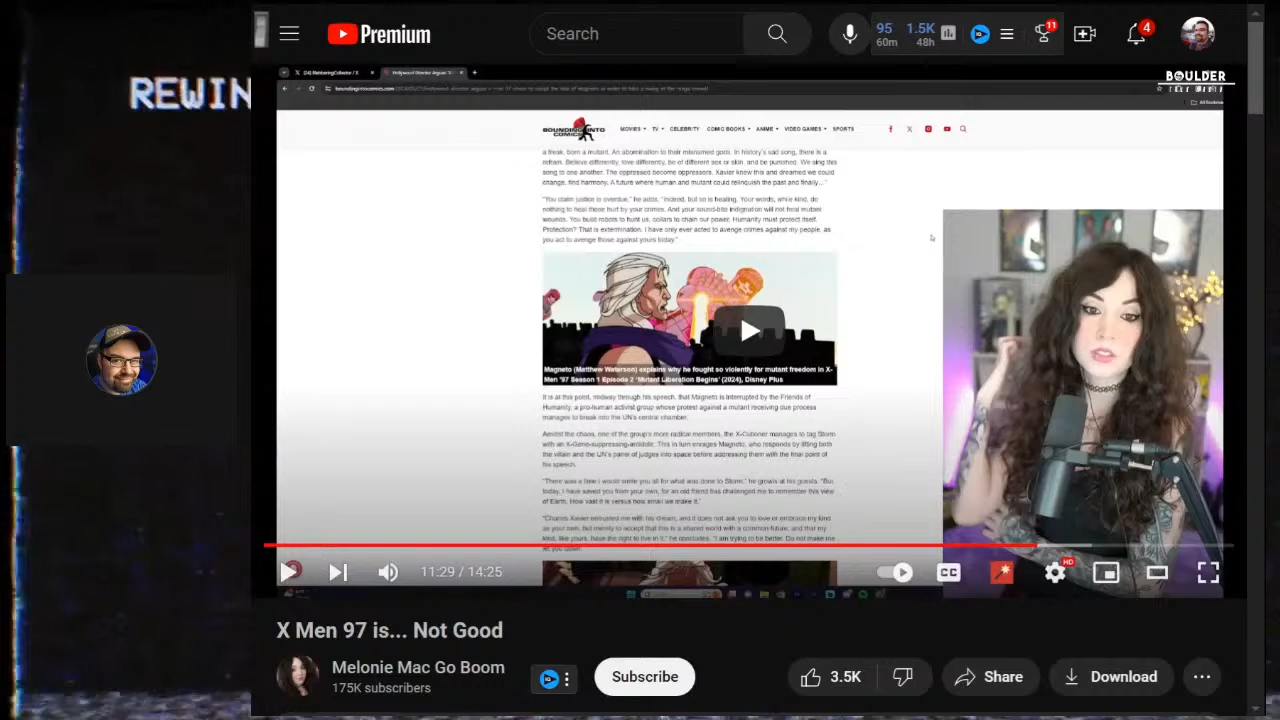 REWIN
Premium
Search
95
60m
1.5K
48h
11
4
BOULDER
boundingintocomics.com
BOUNDING INTO COMICS
MOVIES
TV
CELEBRITY
COMIC BOOKS
ANIME
VIDEO GAMES
SPORTS
a freak, born a mutant. An abomination to their misnamed gods. In history's sad song, there is a
refrain. Believe differently, love differently, be of different sex or skin, and be punished. We sing this
song to one another. The oppressed become oppressors. Xavier knew this and dreamed we could
change, find harmony. A future where human and mutant could relinquish the past and finally..."
"You claim justice is overdue," he adds. "Indeed, but so is healing. Your words, while kind, do
nothing to heal those hurt by your crimes. And your sound-bite indignation will not heal mutant
wounds. You build robots to hunt us, collars to chain our power. Humanity must protect itself.
Protection? That is extermination. I have only ever acted to avenge crimes against my people, as
you act to avenge those against yours today."
Magneto (Matthew Waterson) explains why he fought so violently for mutant freedom in X-
Men '97 Season 1 Episode 2 'Mutant Liberation Begins' (2024), Disney Plus
It is at this point, midway through his speech, that Magneto is interrupted by the Friends of
Humanity, a pro-human activist group whose protest against a mutant receiving due process
manages to break into the UN's central chamber.
Amidst the chaos, one of the group's more radical members, the X-Cutioner manages to tag Storm
with an X-Gene-suppressing-antidote. This in turn enrages Magneto, who responds by lifting both
the villain and the UN's panel of judges into space before addressing them with the final point of
his speech.
"There was a time I would smite you all for what was done to Storm," he growls at his guests. "But
today, I have saved you from your own, for an old friend has challenged me to remember this view
of Earth. How vast it is versus how small we make it."
"Charles Xavier entrusted me with his dream, and it does not ask you to love or embrace my kind
as your own, but merely to accept that this is a shared world with a common future, and that my
kind, like yours, have the right to live in it," he concludes. "I am trying to be better. Do not make me
let you down."
11:29 / 14:25
CC
HD
X Men 97 is... Not Good
Melonie Mac Go Boom
175K subscribers
Subscribe
3.5K
Share
Download